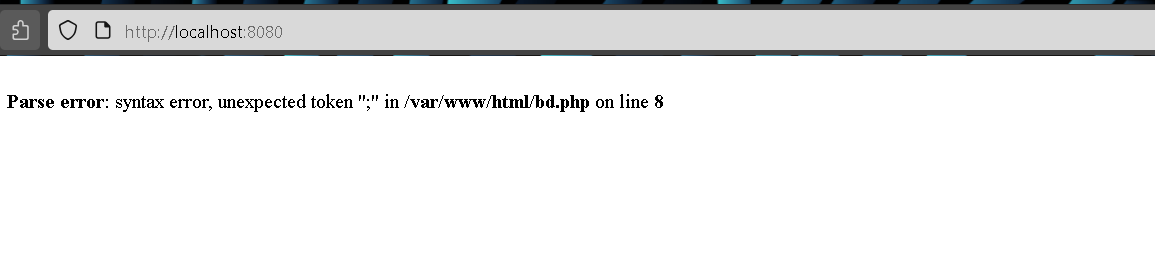 http://localhost:8080
Parse error: syntax error, unexpected token ";" in /var/www/html/bd.php on line 8